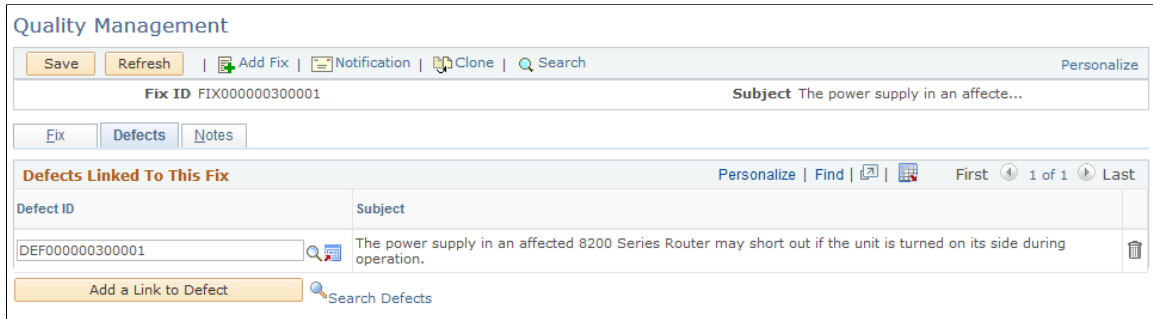 Quality Management
Save Refresh | Add Fix | Notification | Clone | Search Personalize
Fix ID FIX000000300001 Subject The power supply in an affecte...
Fix Defects Notes
Defects Linked To This Fix Personalize | Find | | First 1 of 1 Last
Defect ID Subject
DEF000000300001 The power supply in an affected 8200 Series Router may short out if the unit is turned on its side during
operation.
Add a Link to Defect Search Defects